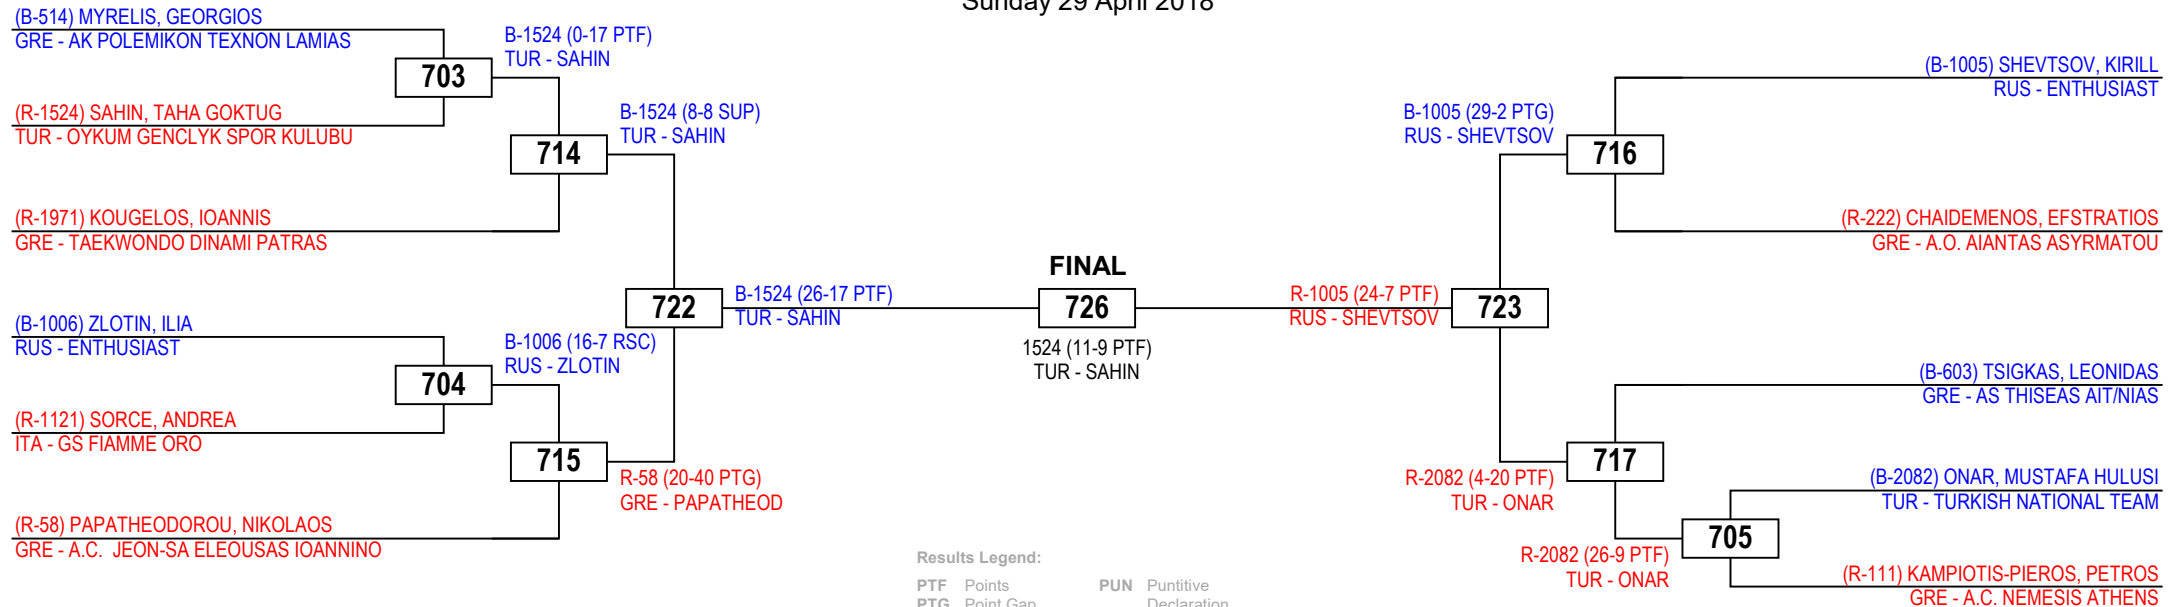 Sunday 29 April 2018
(B-514) MYRELIS, GEORGIOS
GRE - AK POLEMIKON TEXNON LAMIAS
703
(R-1524) SAHIN, TAHA GOKTUG
TUR - OYKUM GENCLYK SPOR KULUBU
B-1524 (0-17 PTF)
TUR - SAHIN
714
(R-1971) KOUGELOS, IOANNIS
GRE - TAEKWONDO DINAMI PATRAS
B-1524 (8-8 SUP)
TUR - SAHIN
722
(B-1006) ZLOTIN, ILIA
RUS - ENTHUSIAST
704
(R-1121) SORCE, ANDREA
ITA - GS FIAMME ORO
B-1006 (16-7 RSC)
RUS - ZLOTIN
715
(R-58) PAPATHEODOROU, NIKOLAOS
GRE - A.C.  JEON-SA ELEOUSAS IOANNINO
R-58 (20-40 PTG)
GRE - PAPATHEOD
B-1524 (26-17 PTF)
TUR - SAHIN
FINAL
726
1524 (11-9 PTF)
TUR - SAHIN
R-1005 (24-7 PTF)
RUS - SHEVTSOV
723
B-1005 (29-2 PTG)
RUS - SHEVTSOV
716
(B-1005) SHEVTSOV, KIRILL
RUS - ENTHUSIAST
(R-222) CHAIDEMENOS, EFSTRATIOS
GRE - A.O. AIANTAS ASYRMATOU
(B-603) TSIGKAS, LEONIDAS
GRE - AS THISEAS AIT/NIAS
717
R-2082 (4-20 PTF)
TUR - ONAR
(B-2082) ONAR, MUSTAFA HULUSI
TUR - TURKISH NATIONAL TEAM
705
R-2082 (26-9 PTF)
TUR - ONAR
(R-111) KAMPIOTIS-PIEROS, PETROS
GRE - A.C. NEMESIS ATHENS
Results Legend:
PTF Points PUN Puntitive
PTG Point Gap Declaration